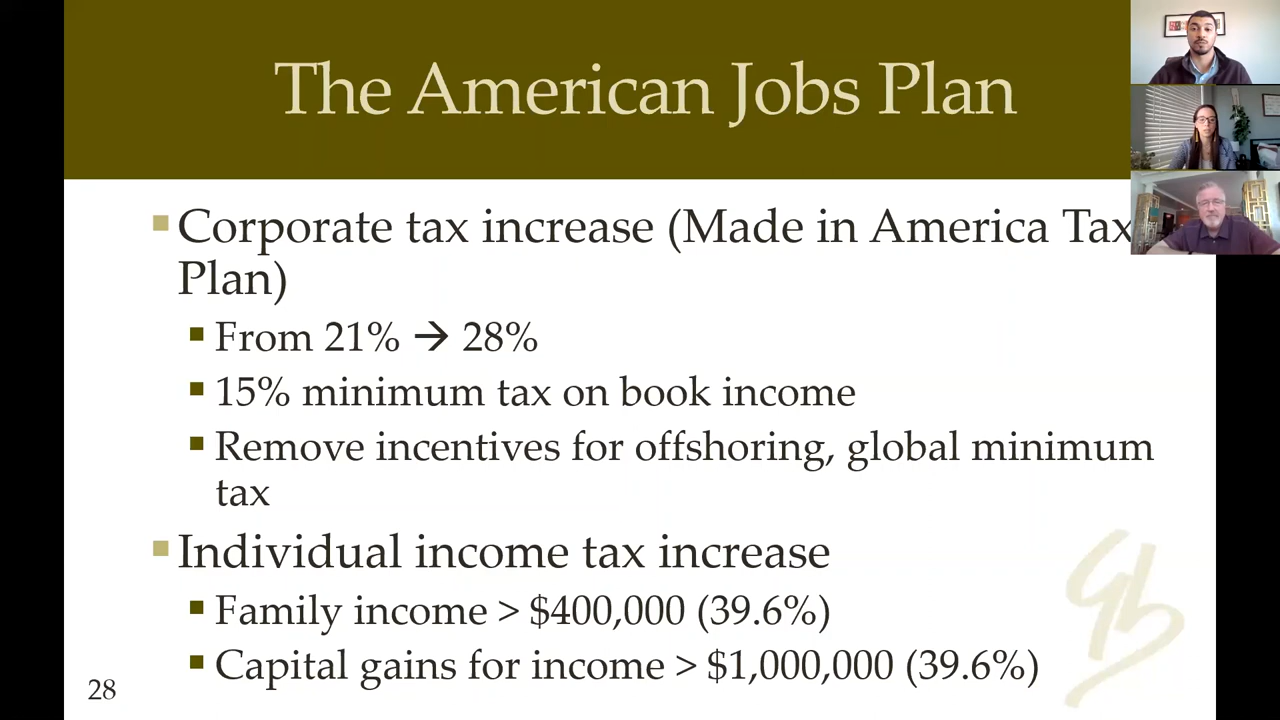 The American Jobs Plan
Corporate tax increase (Made in America Tax
Plan)
From 21% → 28%
15% minimum tax on book income
Remove incentives for offshoring, global minimum
tax
Individual income tax increase
Family income > $400,000 (39.6%)
Capital gains for income > $1,000,000 (39.6%)
28